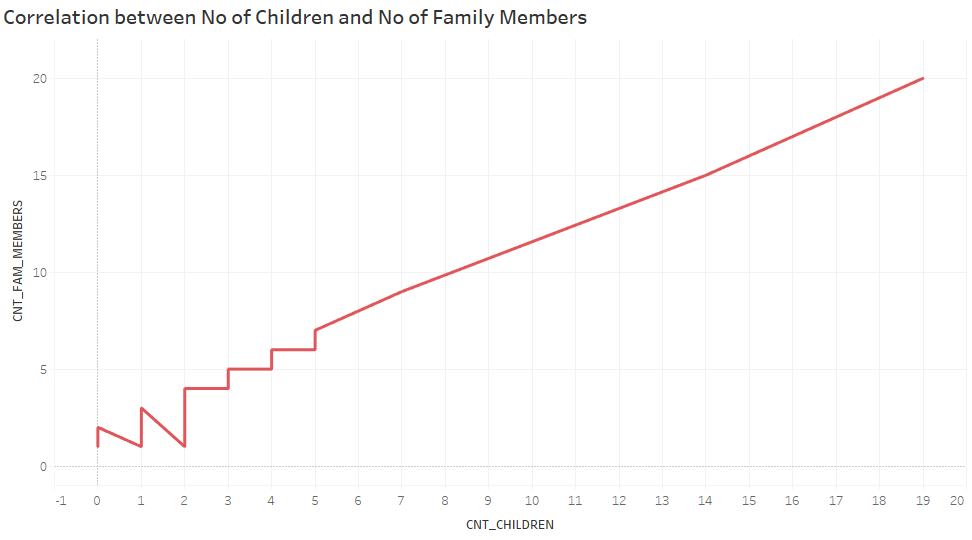 Correlation between No of Children and No of Family Members
20
15
10
5
0
CNT_FAM_MEMBERS
-1 0 1 2 3 4 5 6 7 8 9 10 11 12 13 14 15 16 17 18 19 20
CNT_CHILDREN